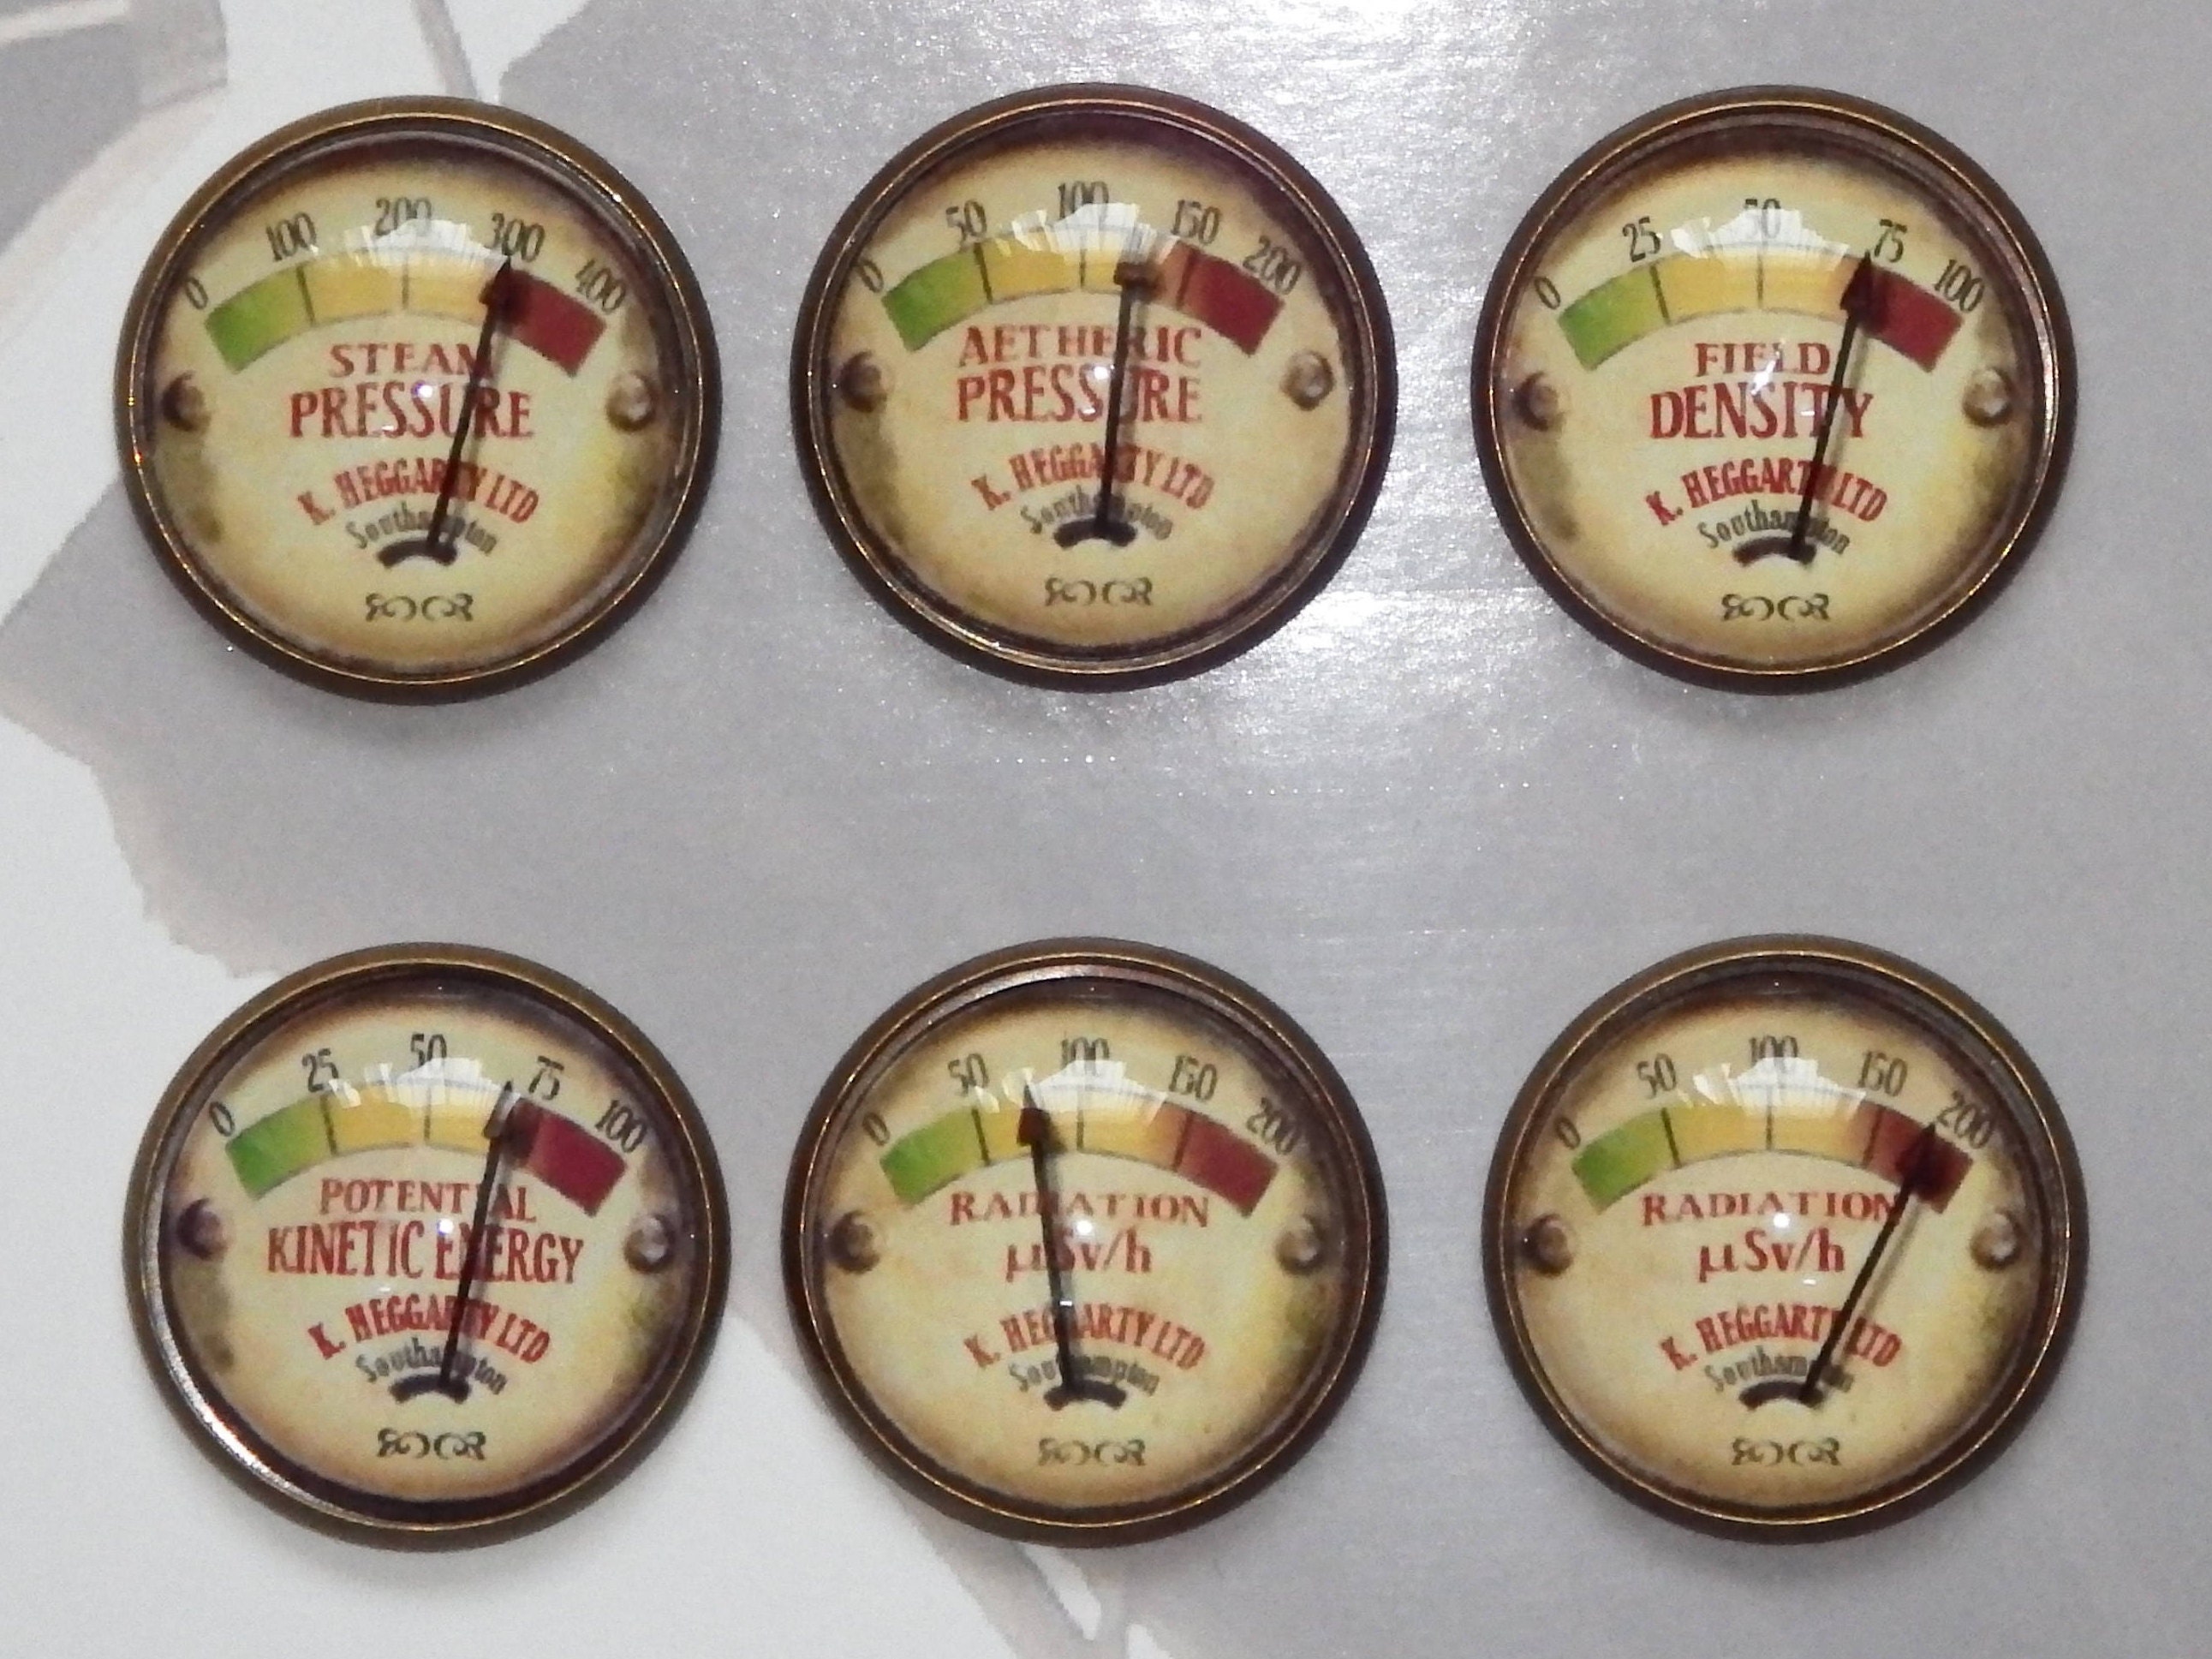 0 100 200 300 400
STEAM
PRESSURE
K. HEGGARTY LTD
Southampton
0 50 100 150 200
AETHERIC
PRESSURE
K. HEGGARTY LTD
Southampton
0 25 50 75 100
FIELD
DENSITY
K. HEGGARTY LTD
Southampton
0 25 50 75 100
POTENTIAL
KINETIC ENERGY
K. HEGGARTY LTD
Southampton
0 50 100 150 200
RADIATION
µSv/h
K. HEGGARTY LTD
Southampton
0 50 100 150 200
RADIATION
µSv/h
K. HEGGARTY LTD
Southampton